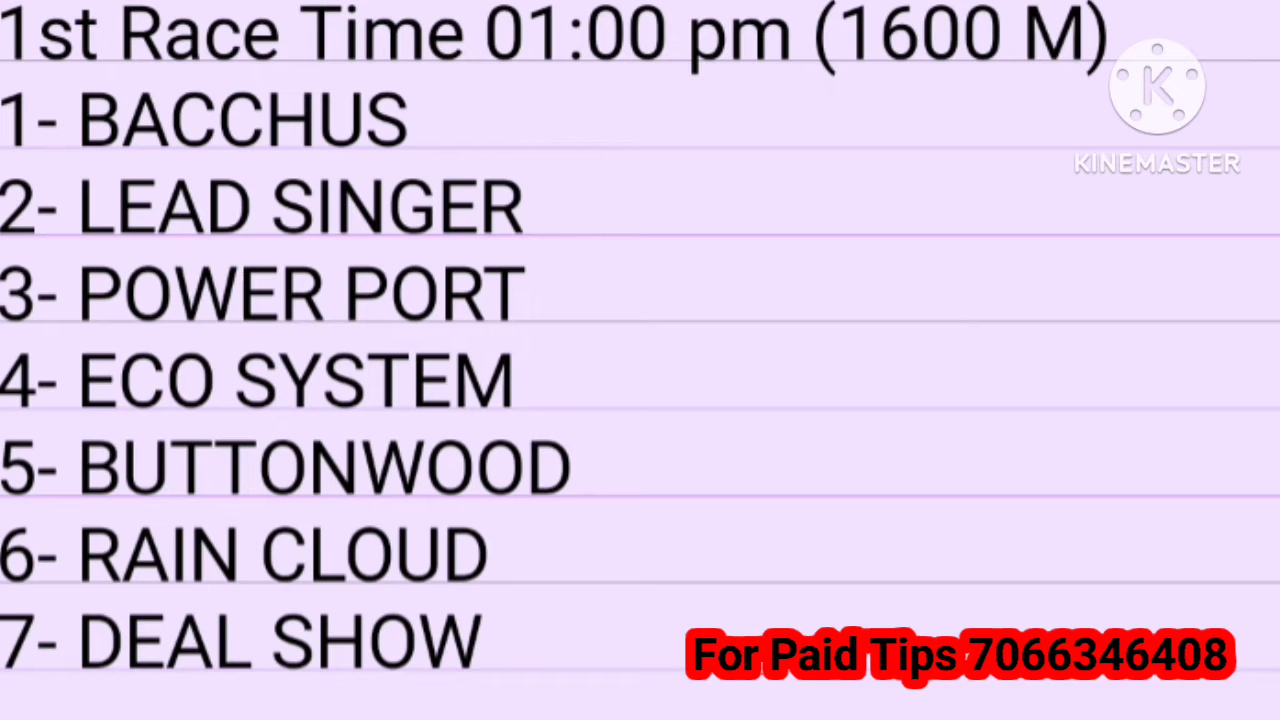 1st Race Time 01:00 pm (1600 M)
K
KINEMASTER
1- BACCHUS
2- LEAD SINGER
3- POWER PORT
4- ECO SYSTEM
5- BUTTONWOOD
6- RAIN CLOUD
7- DEAL SHOW
For Paid Tips 7066346408